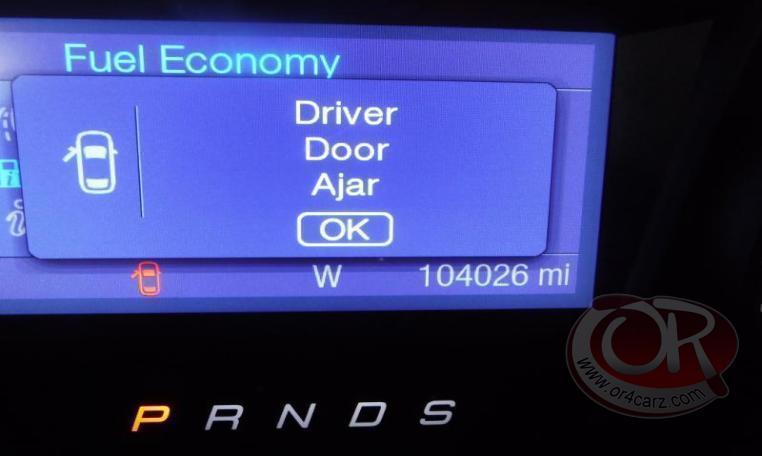 Fuel Economy
Driver
Door
Ajar
OK
W 104026 mi
OR
www.or4carz.com
P R N D S